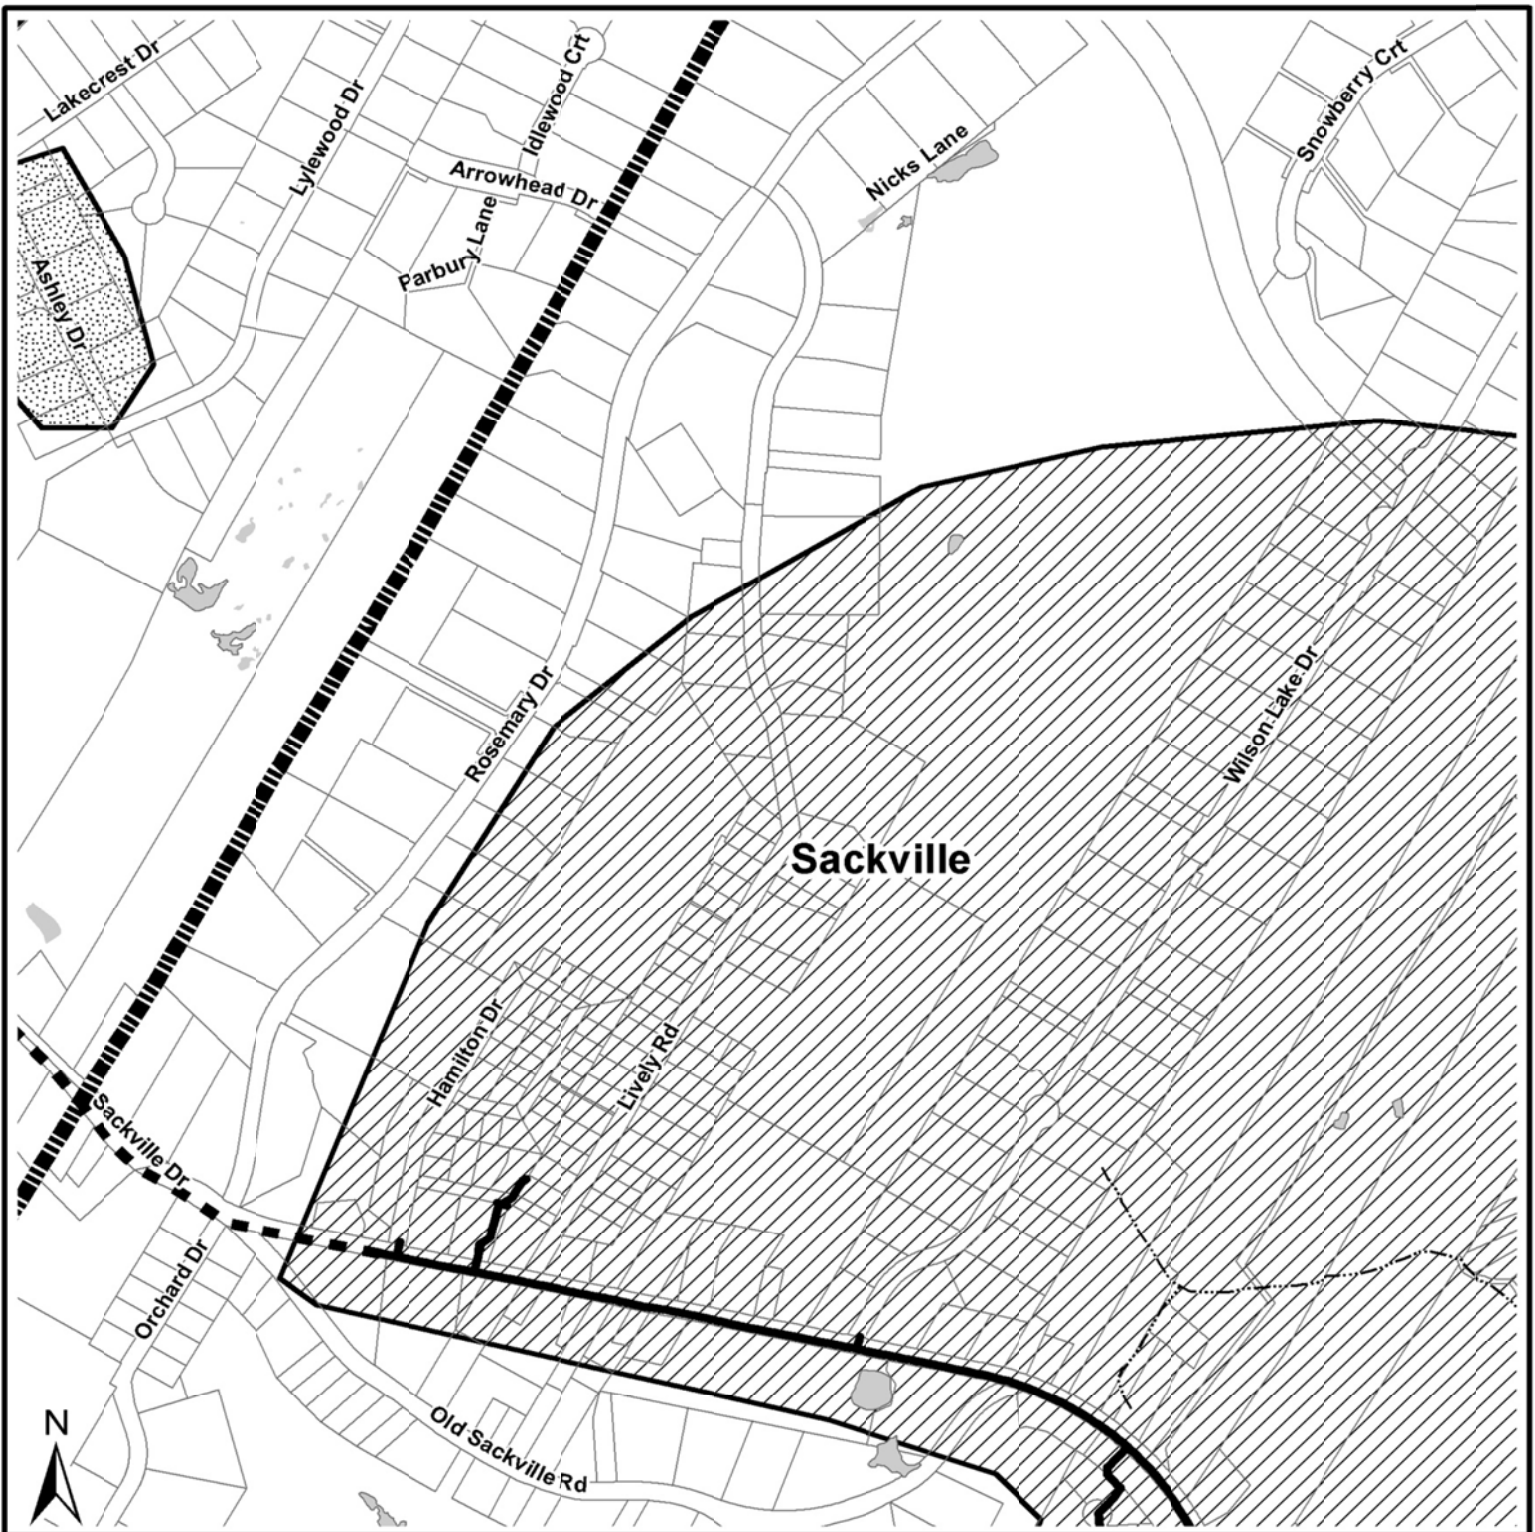 Lakecrest Dr
Lylewood Dr
Idlewood Crt
Snowberry Crt
Arrowhead Dr
Nicks Lane
Parbury Lane
Ashley Dr
Rosemary Dr
Wilson Lake Dr
Sackville
Hamilton Dr
Lively Rd
Sackville Dr
Orchard Dr
Old Sackville Rd
N